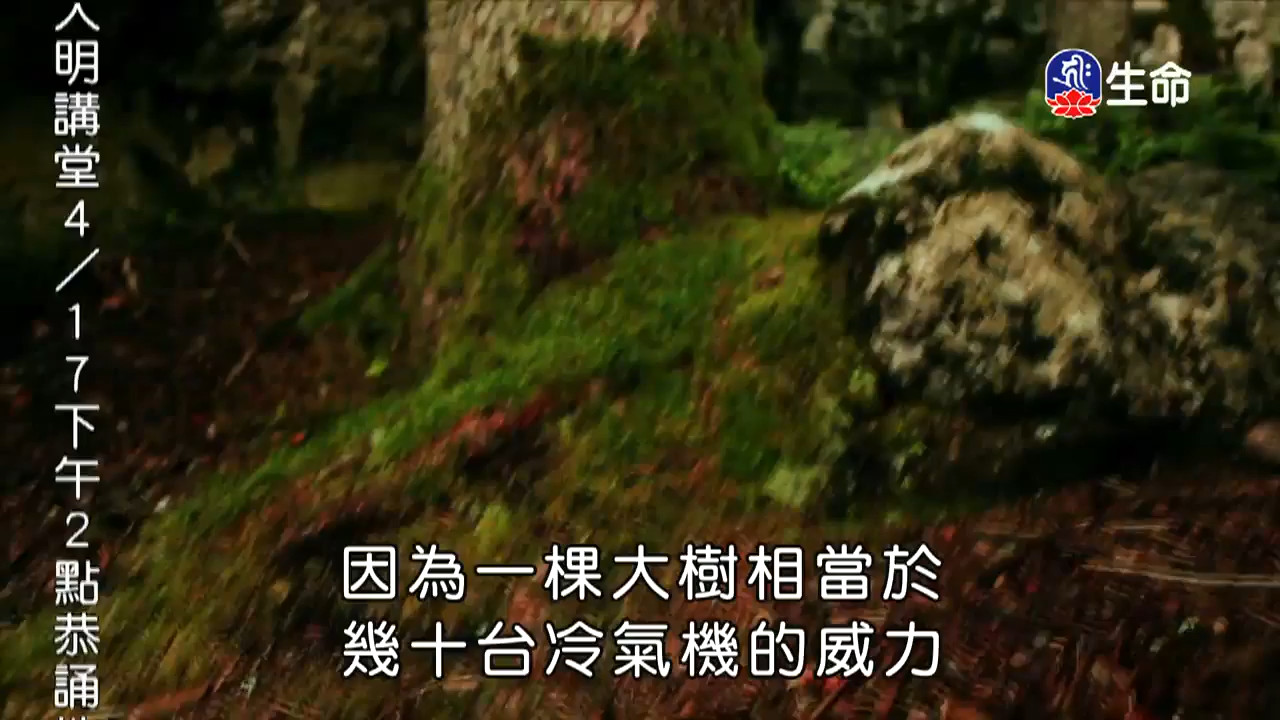 生命
明講堂4／17下午2點恭誦
因為一棵大樹相當於
幾十台冷氣機的威力